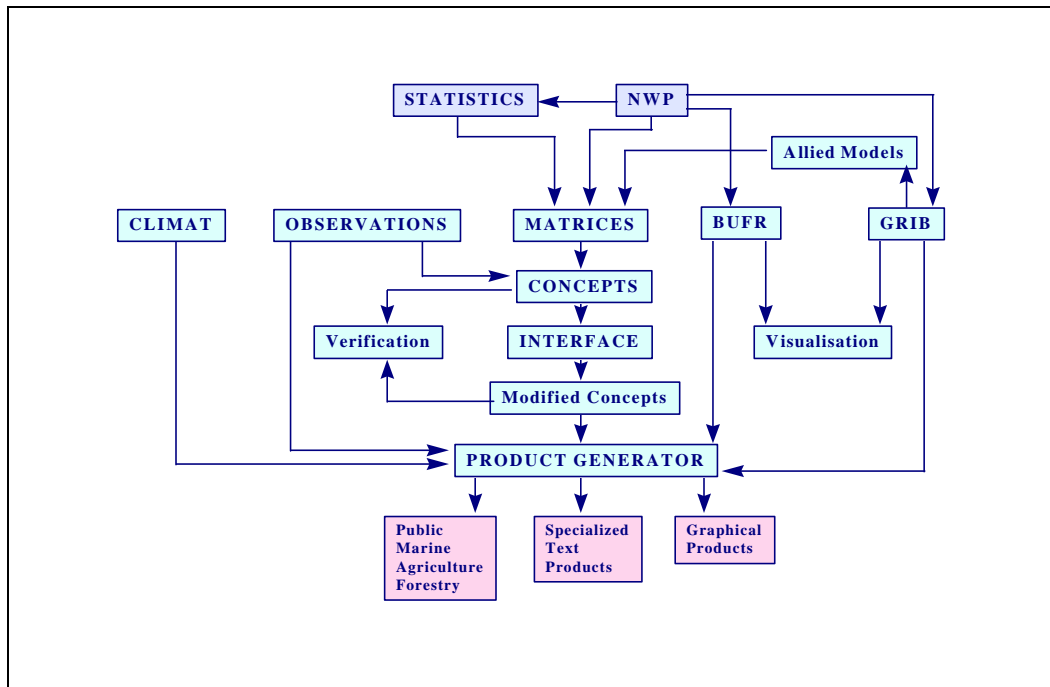 STATISTICS
NWP
Allied Models
CLIMAT
OBSERVATIONS
MATRICES
BUFR
GRIB
CONCEPTS
Verification
INTERFACE
Visualisation
Modified Concepts
PRODUCT GENERATOR
Public
Marine
Agriculture
Forestry
Specialized
Text
Products
Graphical
Products